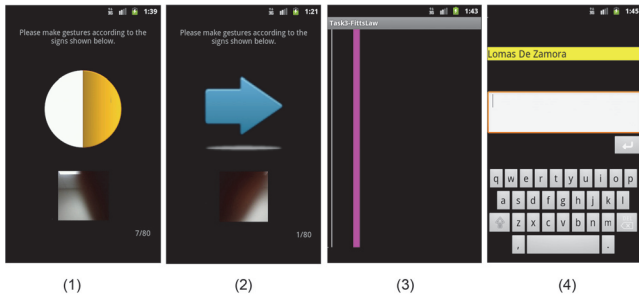 1:39
Please make gestures according to the
signs shown below.
7/80
1:21
Please make gestures according to the
signs shown below.
1/80
1:43
Task3-FittsLaw
1:45
Lomas De Zamora
q w e r t y u i o p
a s d f g h j k l
z x c v b n m
, .
(1) (2) (3) (4)